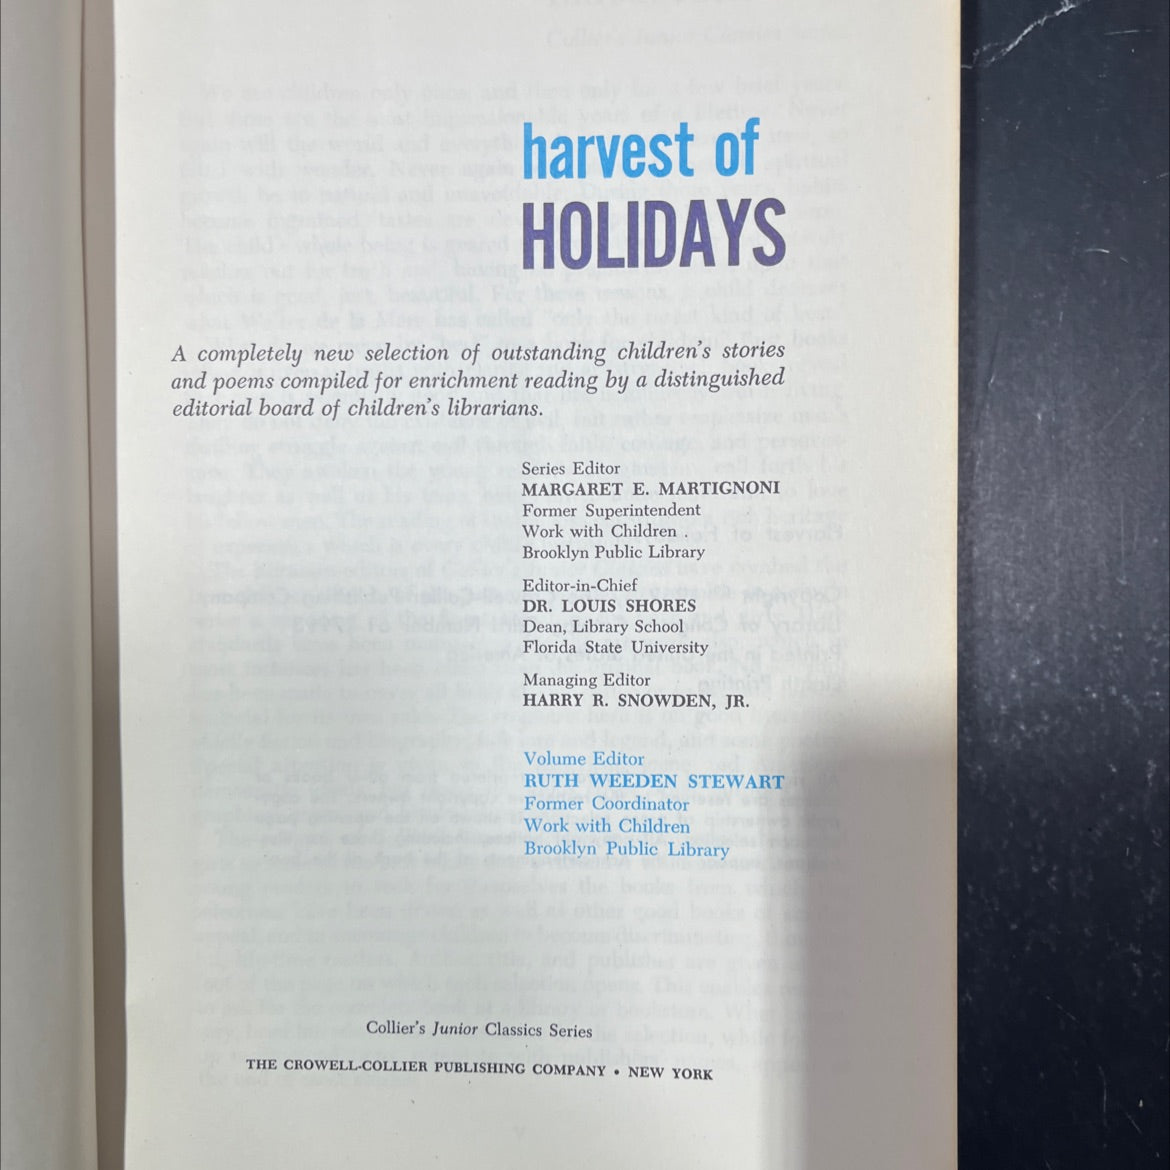 harvest of
HOLIDAYS
A completely new selection of outstanding children's stories
and poems compiled for enrichment reading by a distinguished
editorial board of children's librarians.
Series Editor
MARGARET E. MARTIGNONI
Former Superintendent
Work with Children
Brooklyn Public Library
Editor-in-Chief
DR. LOUIS SHORES
Dean, Library School
Florida State University
Managing Editor
HARRY R. SNOWDEN, JR.
Volume Editor
RUTH WEEDEN STEWART
Former Coordinator
Work with Children
Brooklyn Public Library
Collier's Junior Classics Series
THE CROWELL-COLLIER PUBLISHING COMPANY • NEW YORK